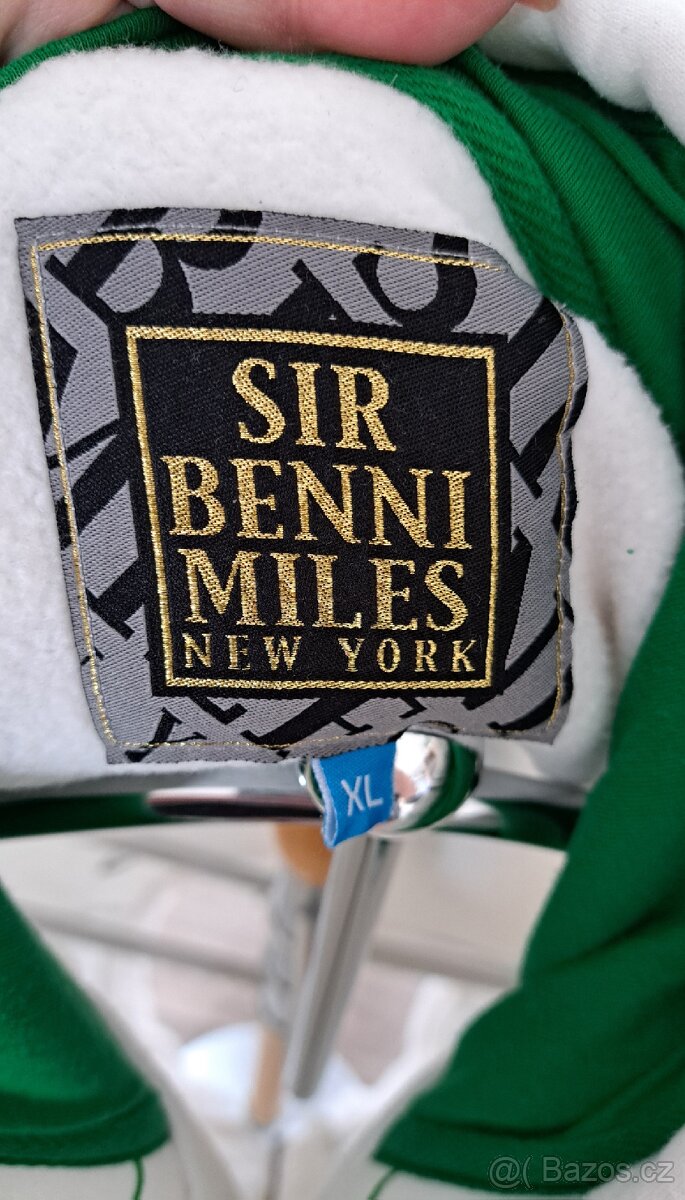 SIR
BENNI
MILES
NEW YORK
XL
@( Bazos.cz